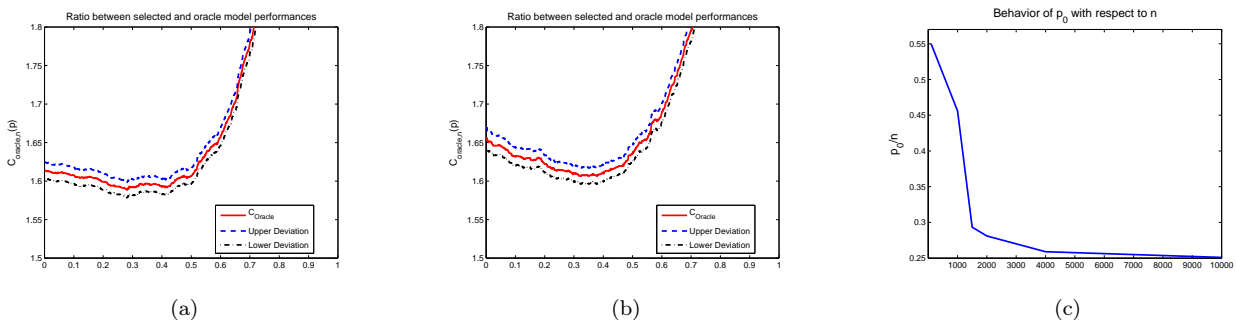 Ratio between selected and oracle model performances
1.8
1.7
1.65
1.6
1.55
1.5
C_oracle,n(p)
0 0.1 0.2 0.3 0.4 0.5 0.6 0.7 0.8 0.9 1
C_Oracle
Upper Deviation
Lower Deviation
(a)
Ratio between selected and oracle model performances
1.8
1.7
1.65
1.6
1.55
1.5
C_oracle,n(p)
0 0.1 0.2 0.3 0.4 0.5 0.6 0.7 0.8 0.9 1
C_Oracle
Upper Deviation
Lower Deviation
(b)
Behavior of p_0 with respect to n
0.55
0.5
0.45
0.4
0.35
0.3
0.25
p_0/n
1000 2000 3000 4000 5000 6000 7000 8000 9000 10000
(c)